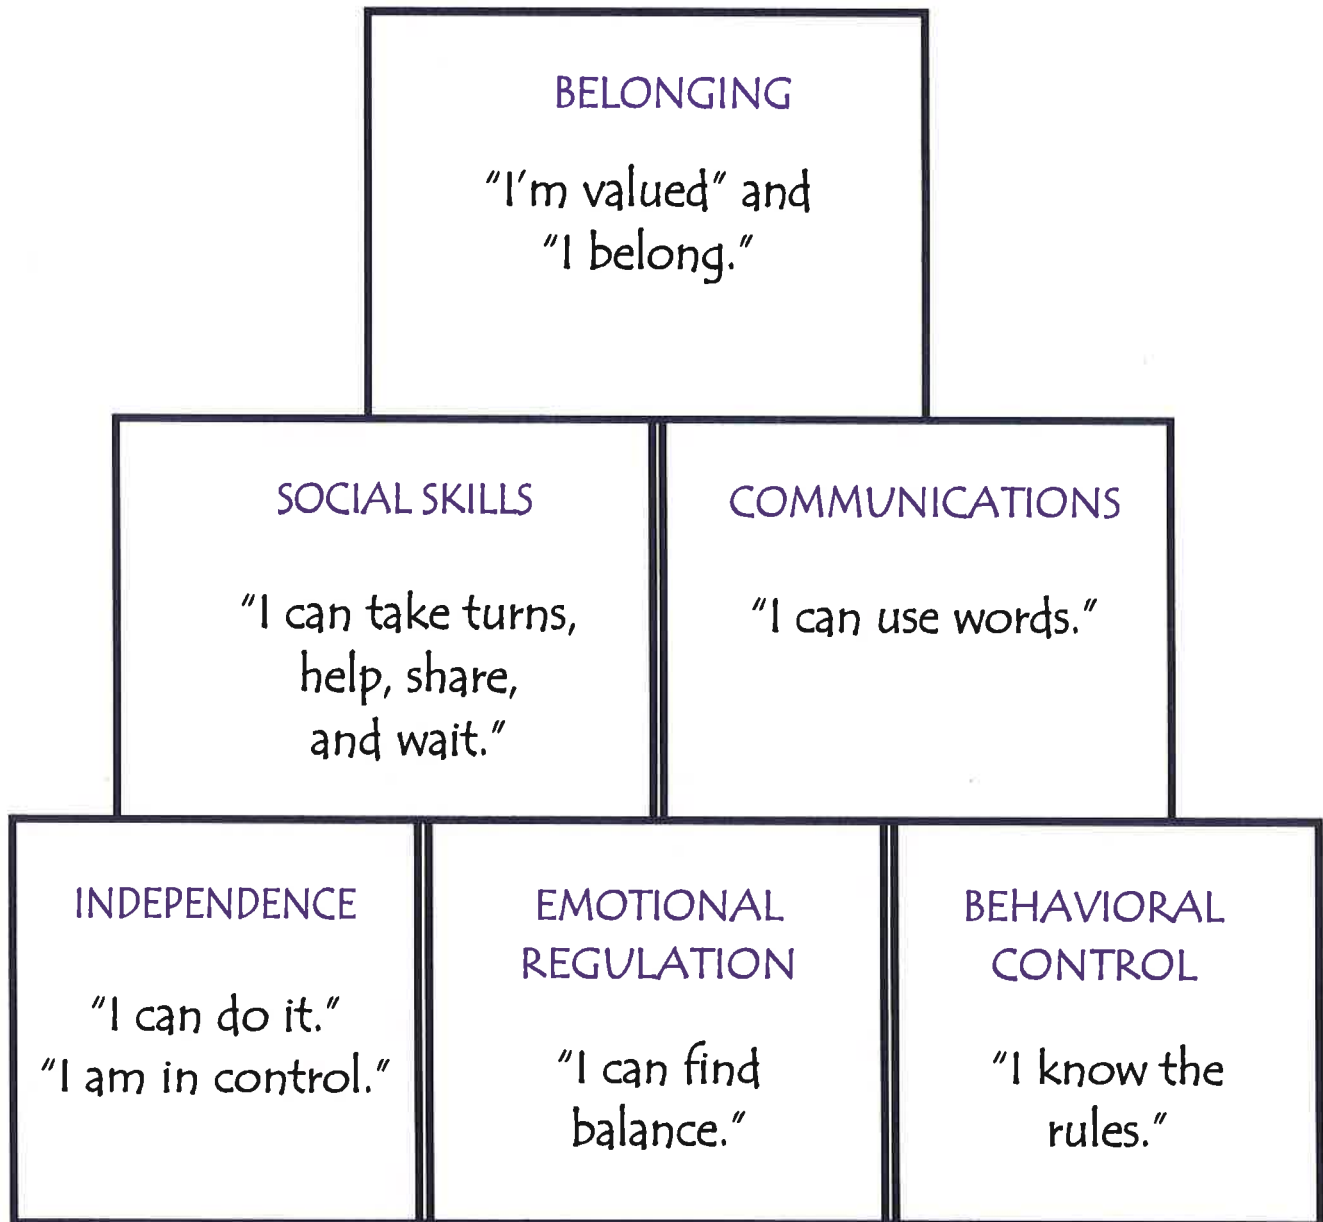 BELONGING
"I'm valued" and
"I belong."
SOCIAL SKILLS
"I can take turns,
help, share,
and wait."
COMMUNICATIONS
"I can use words."
INDEPENDENCE
"I can do it."
"I am in control."
EMOTIONAL
REGULATION
"I can find
balance."
BEHAVIORAL
CONTROL
"I know the
rules."